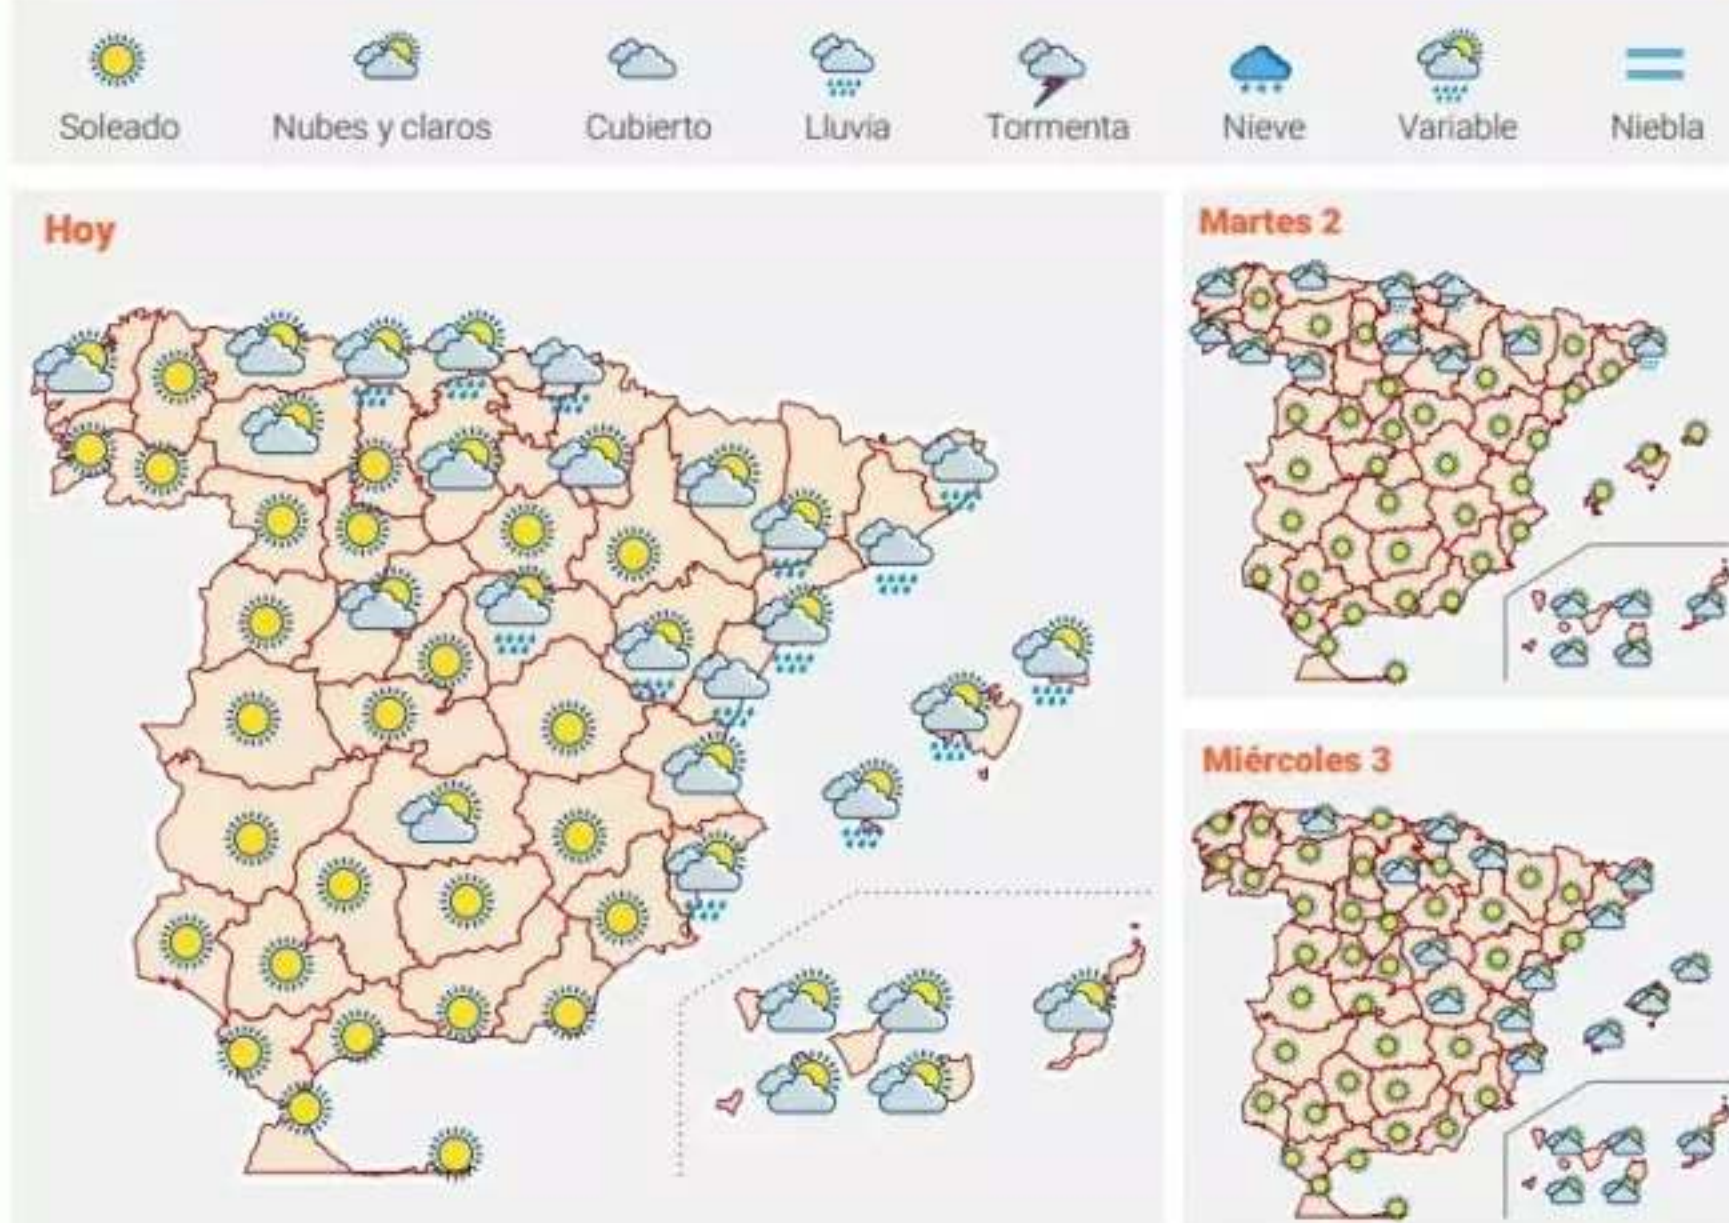 Soleado Nubes y claros Cubierto Lluvia Tormenta Nieve Variable Niebla
Hoy
Martes 2
Miércoles 3